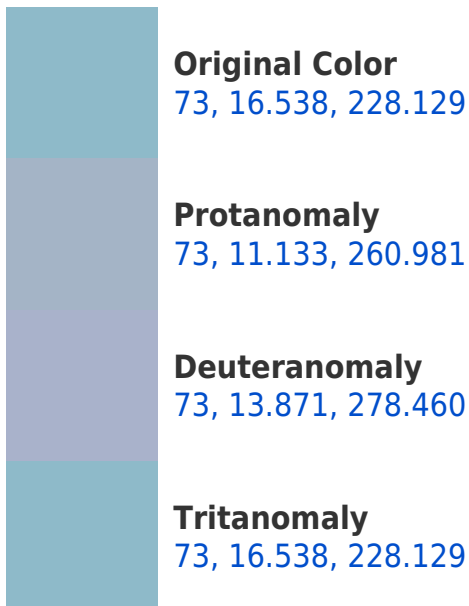 Original Color
73, 16.538, 228.129
Protanomaly
73, 11.133, 260.981
Deuteranomaly
73, 13.871, 278.460
Tritanomaly
73, 16.538, 228.129